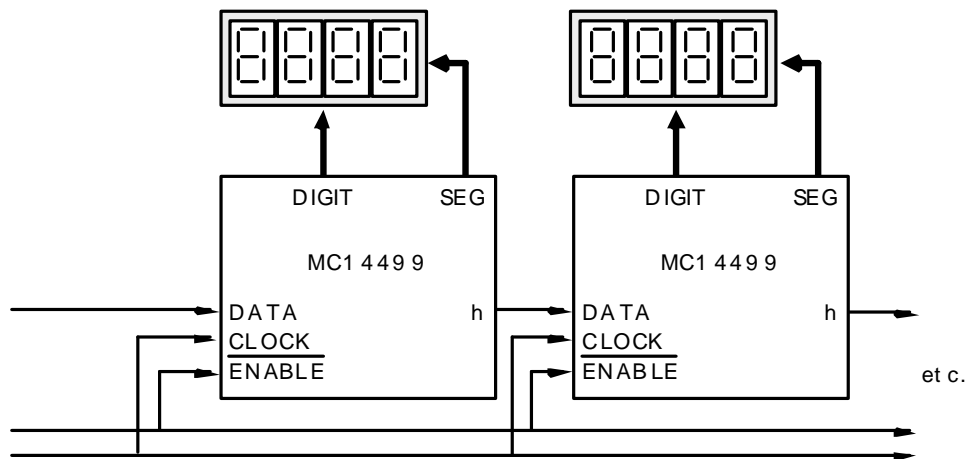 DIGIT SEG
MC14499
DATA h
CLOCK
ENABLE
DIGIT SEG
MC14499
DATA h
CLOCK
ENABLE
etc.